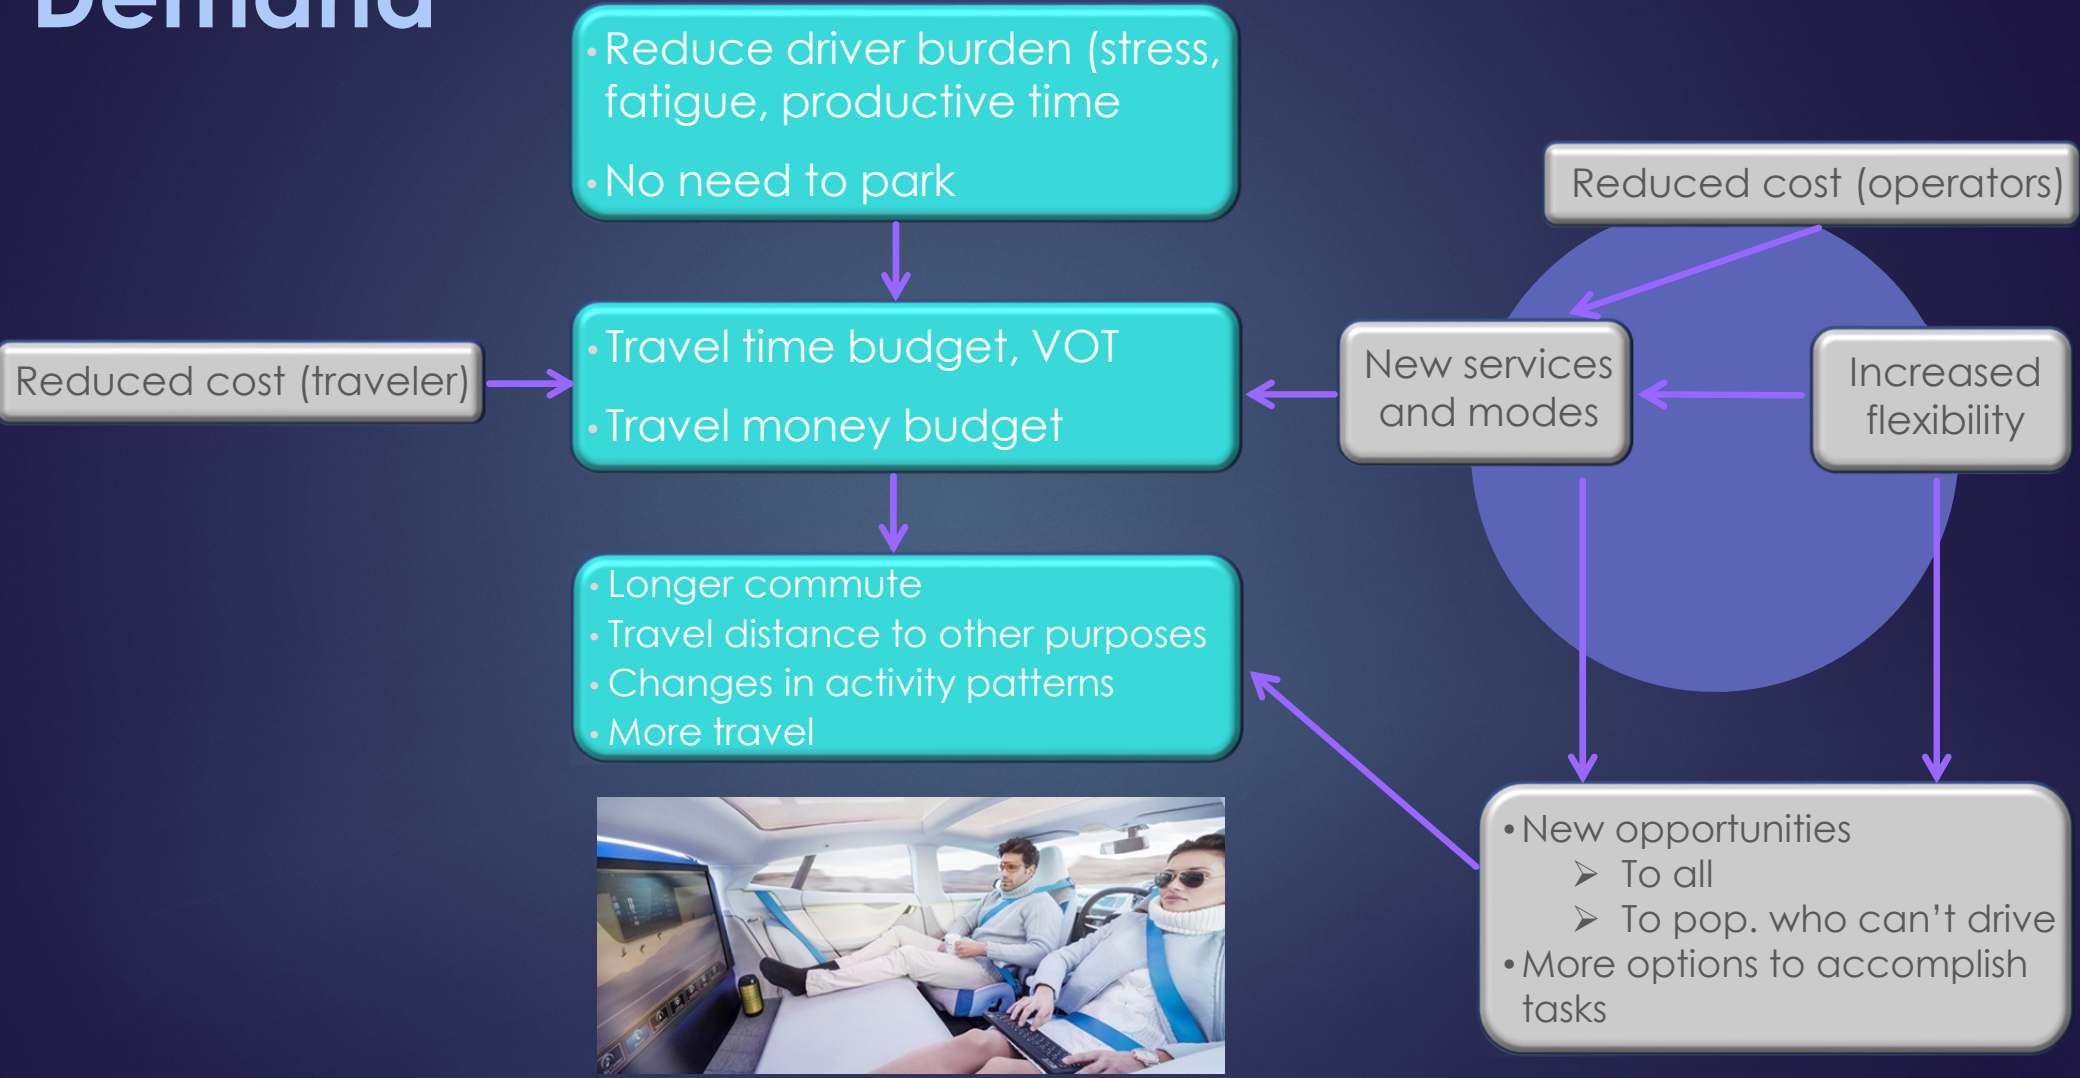 Demand
• Reduce driver burden (stress,
fatigue, productive time
• No need to park
Reduced cost (operators)
Reduced cost (traveler)
• Travel time budget, VOT
• Travel money budget
New services
and modes
Increased
flexibility
• Longer commute
• Travel distance to other purposes
• Changes in activity patterns
• More travel
• New opportunities
➢ To all
➢ To pop. who can’t drive
• More options to accomplish
tasks